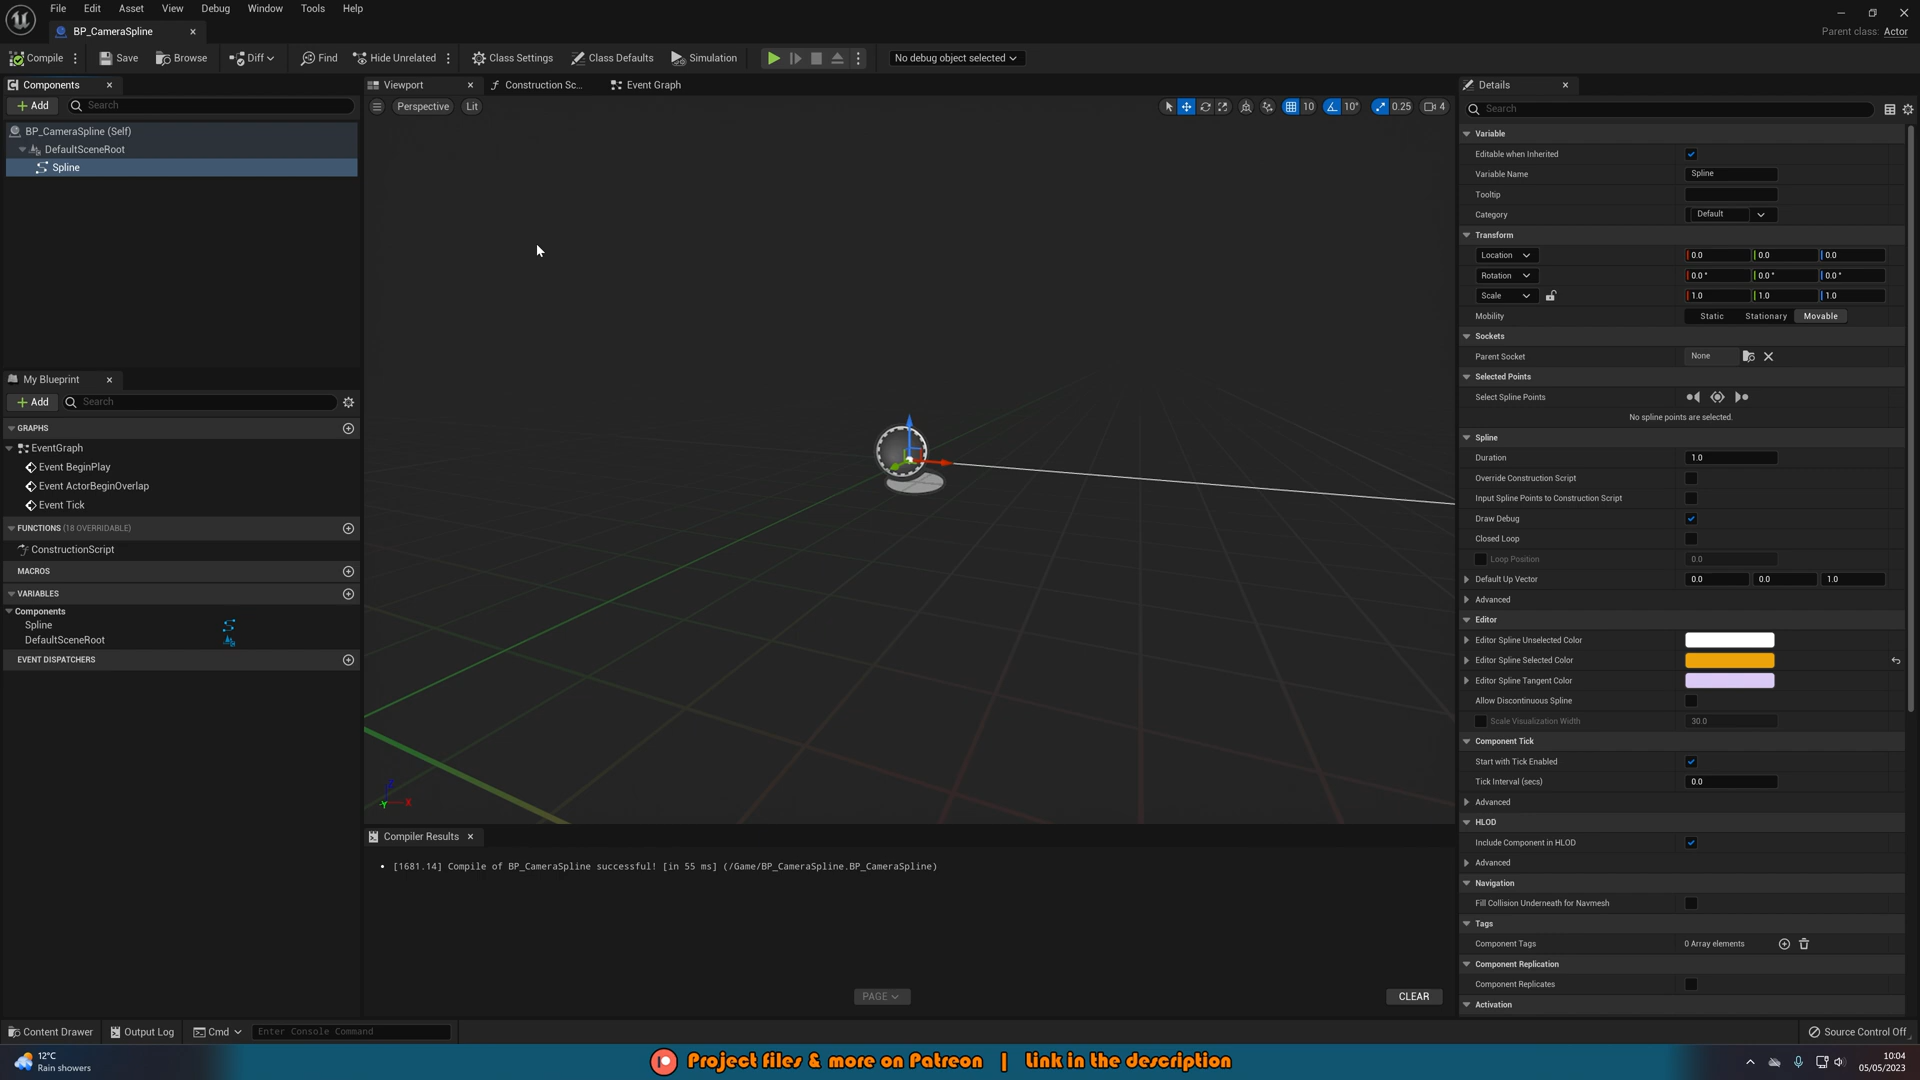 File Edit Asset View Debug Window Tools Help
BP_CameraSpline
Parent class: Actor
Compile Save Browse Diff Find Hide Unrelated Class Settings Class Defaults Simulation No debug object selected
Components
Add Search
BP_CameraSpline (Self)
DefaultSceneRoot
Spline
My Blueprint
Add Search
GRAPHS
EventGraph
Event BeginPlay
Event ActorBeginOverlap
Event Tick
FUNCTIONS (18 OVERRIDABLE)
ConstructionScript
MACROS
VARIABLES
Components
Spline
DefaultSceneRoot
EVENT DISPATCHERS
Viewport Construction Sc... Event Graph
Perspective Lit 10 10° 0.25 4
Z
Y X
Compiler Results
• [1681.14] Compile of BP_CameraSpline successful! [in 55 ms] (/Game/BP_CameraSpline.BP_CameraSpline)
PAGE CLEAR
Details
Search
Variable
Editable when Inherited
Variable Name Spline
Tooltip
Category Default
Transform
Location 0.0 0.0 0.0
Rotation 0.0 ° 0.0 ° 0.0 °
Scale 1.0 1.0 1.0
Mobility Static Stationary Movable
Sockets
Parent Socket None
Selected Points
Select Spline Points
No spline points are selected.
Spline
Duration 1.0
Override Construction Script
Input Spline Points to Construction Script
Draw Debug
Closed Loop
Loop Position 0.0
Default Up Vector 0.0 0.0 1.0
Advanced
Editor
Editor Spline Unselected Color
Editor Spline Selected Color
Editor Spline Tangent Color
Allow Discontinuous Spline
Scale Visualization Width 30.0
Component Tick
Start with Tick Enabled
Tick Interval (secs) 0.0
Advanced
HLOD
Include Component in HLOD
Advanced
Navigation
Fill Collision Underneath for Navmesh
Tags
Component Tags 0 Array elements
Component Replication
Component Replicates
Activation
Content Drawer Output Log Cmd Enter Console Command Source Control Off
12°C
Rain showers
Project files & more on Patreon | Link in the description
10:04
05/05/2023